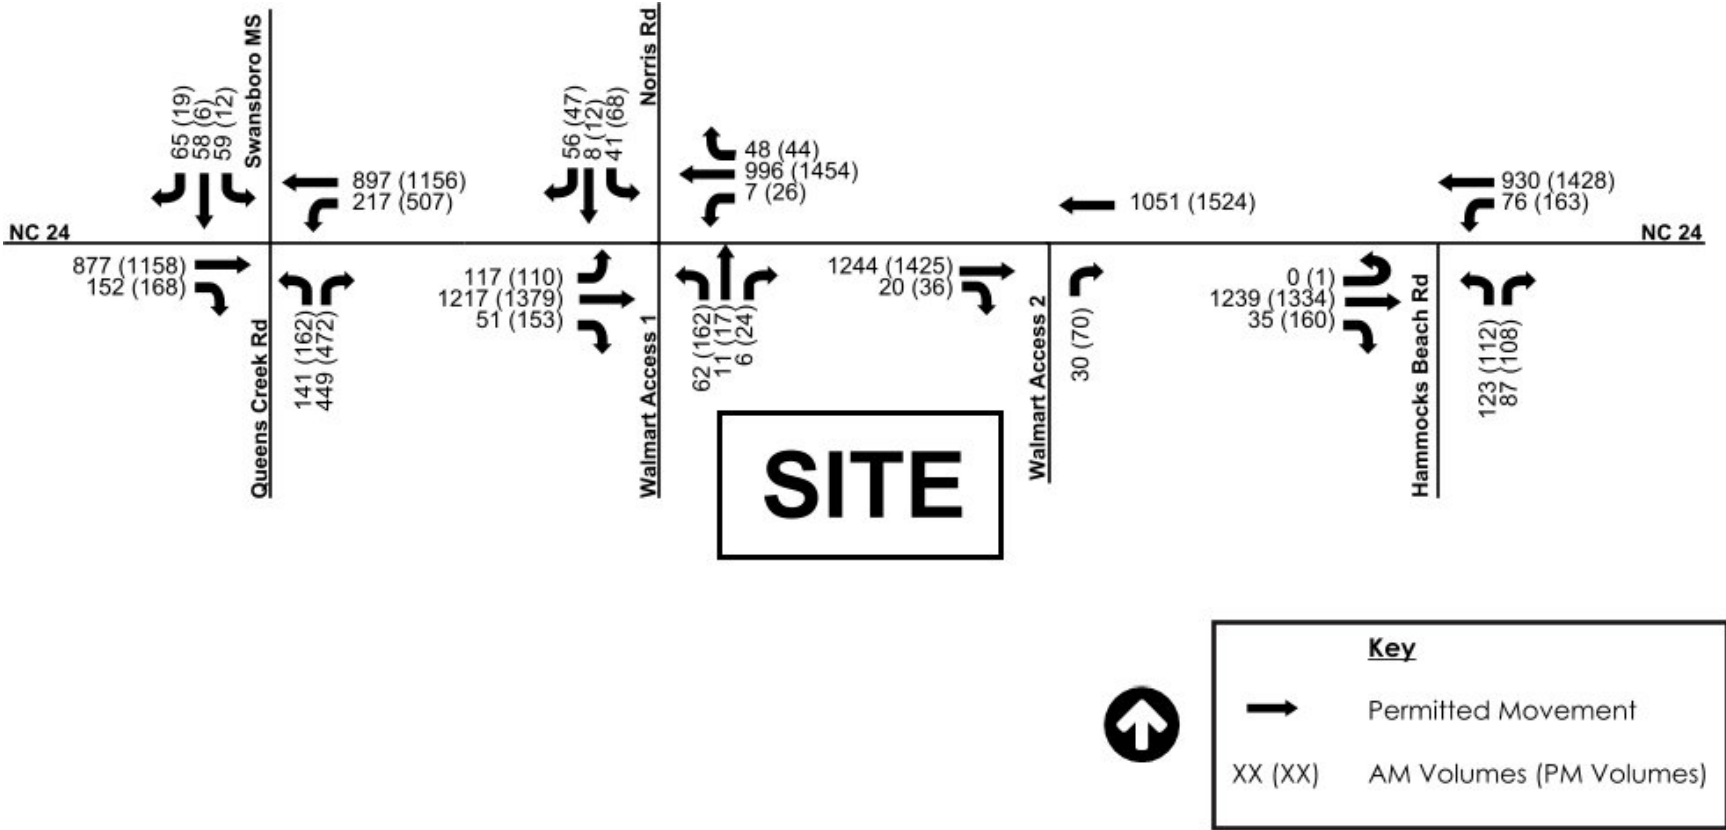 Swansboro MS
65 (19)
58 (6)
59 (12)
897 (1156)
217 (507)
NC 24
877 (1158)
152 (168)
Queens Creek Rd
141 (162)
449 (472)
Norris Rd
56 (47)
8 (12)
41 (68)
48 (44)
996 (1454)
7 (26)
117 (110)
1217 (1379)
51 (153)
Walmart Access 1
62 (162)
11 (17)
6 (24)
1051 (1524)
1244 (1425)
20 (36)
Walmart Access 2
30 (70)
930 (1428)
76 (163)
NC 24
0 (1)
1239 (1334)
35 (160)
Hammocks Beach Rd
123 (112)
87 (108)
SITE
Key
Permitted Movement
XX (XX) AM Volumes (PM Volumes)